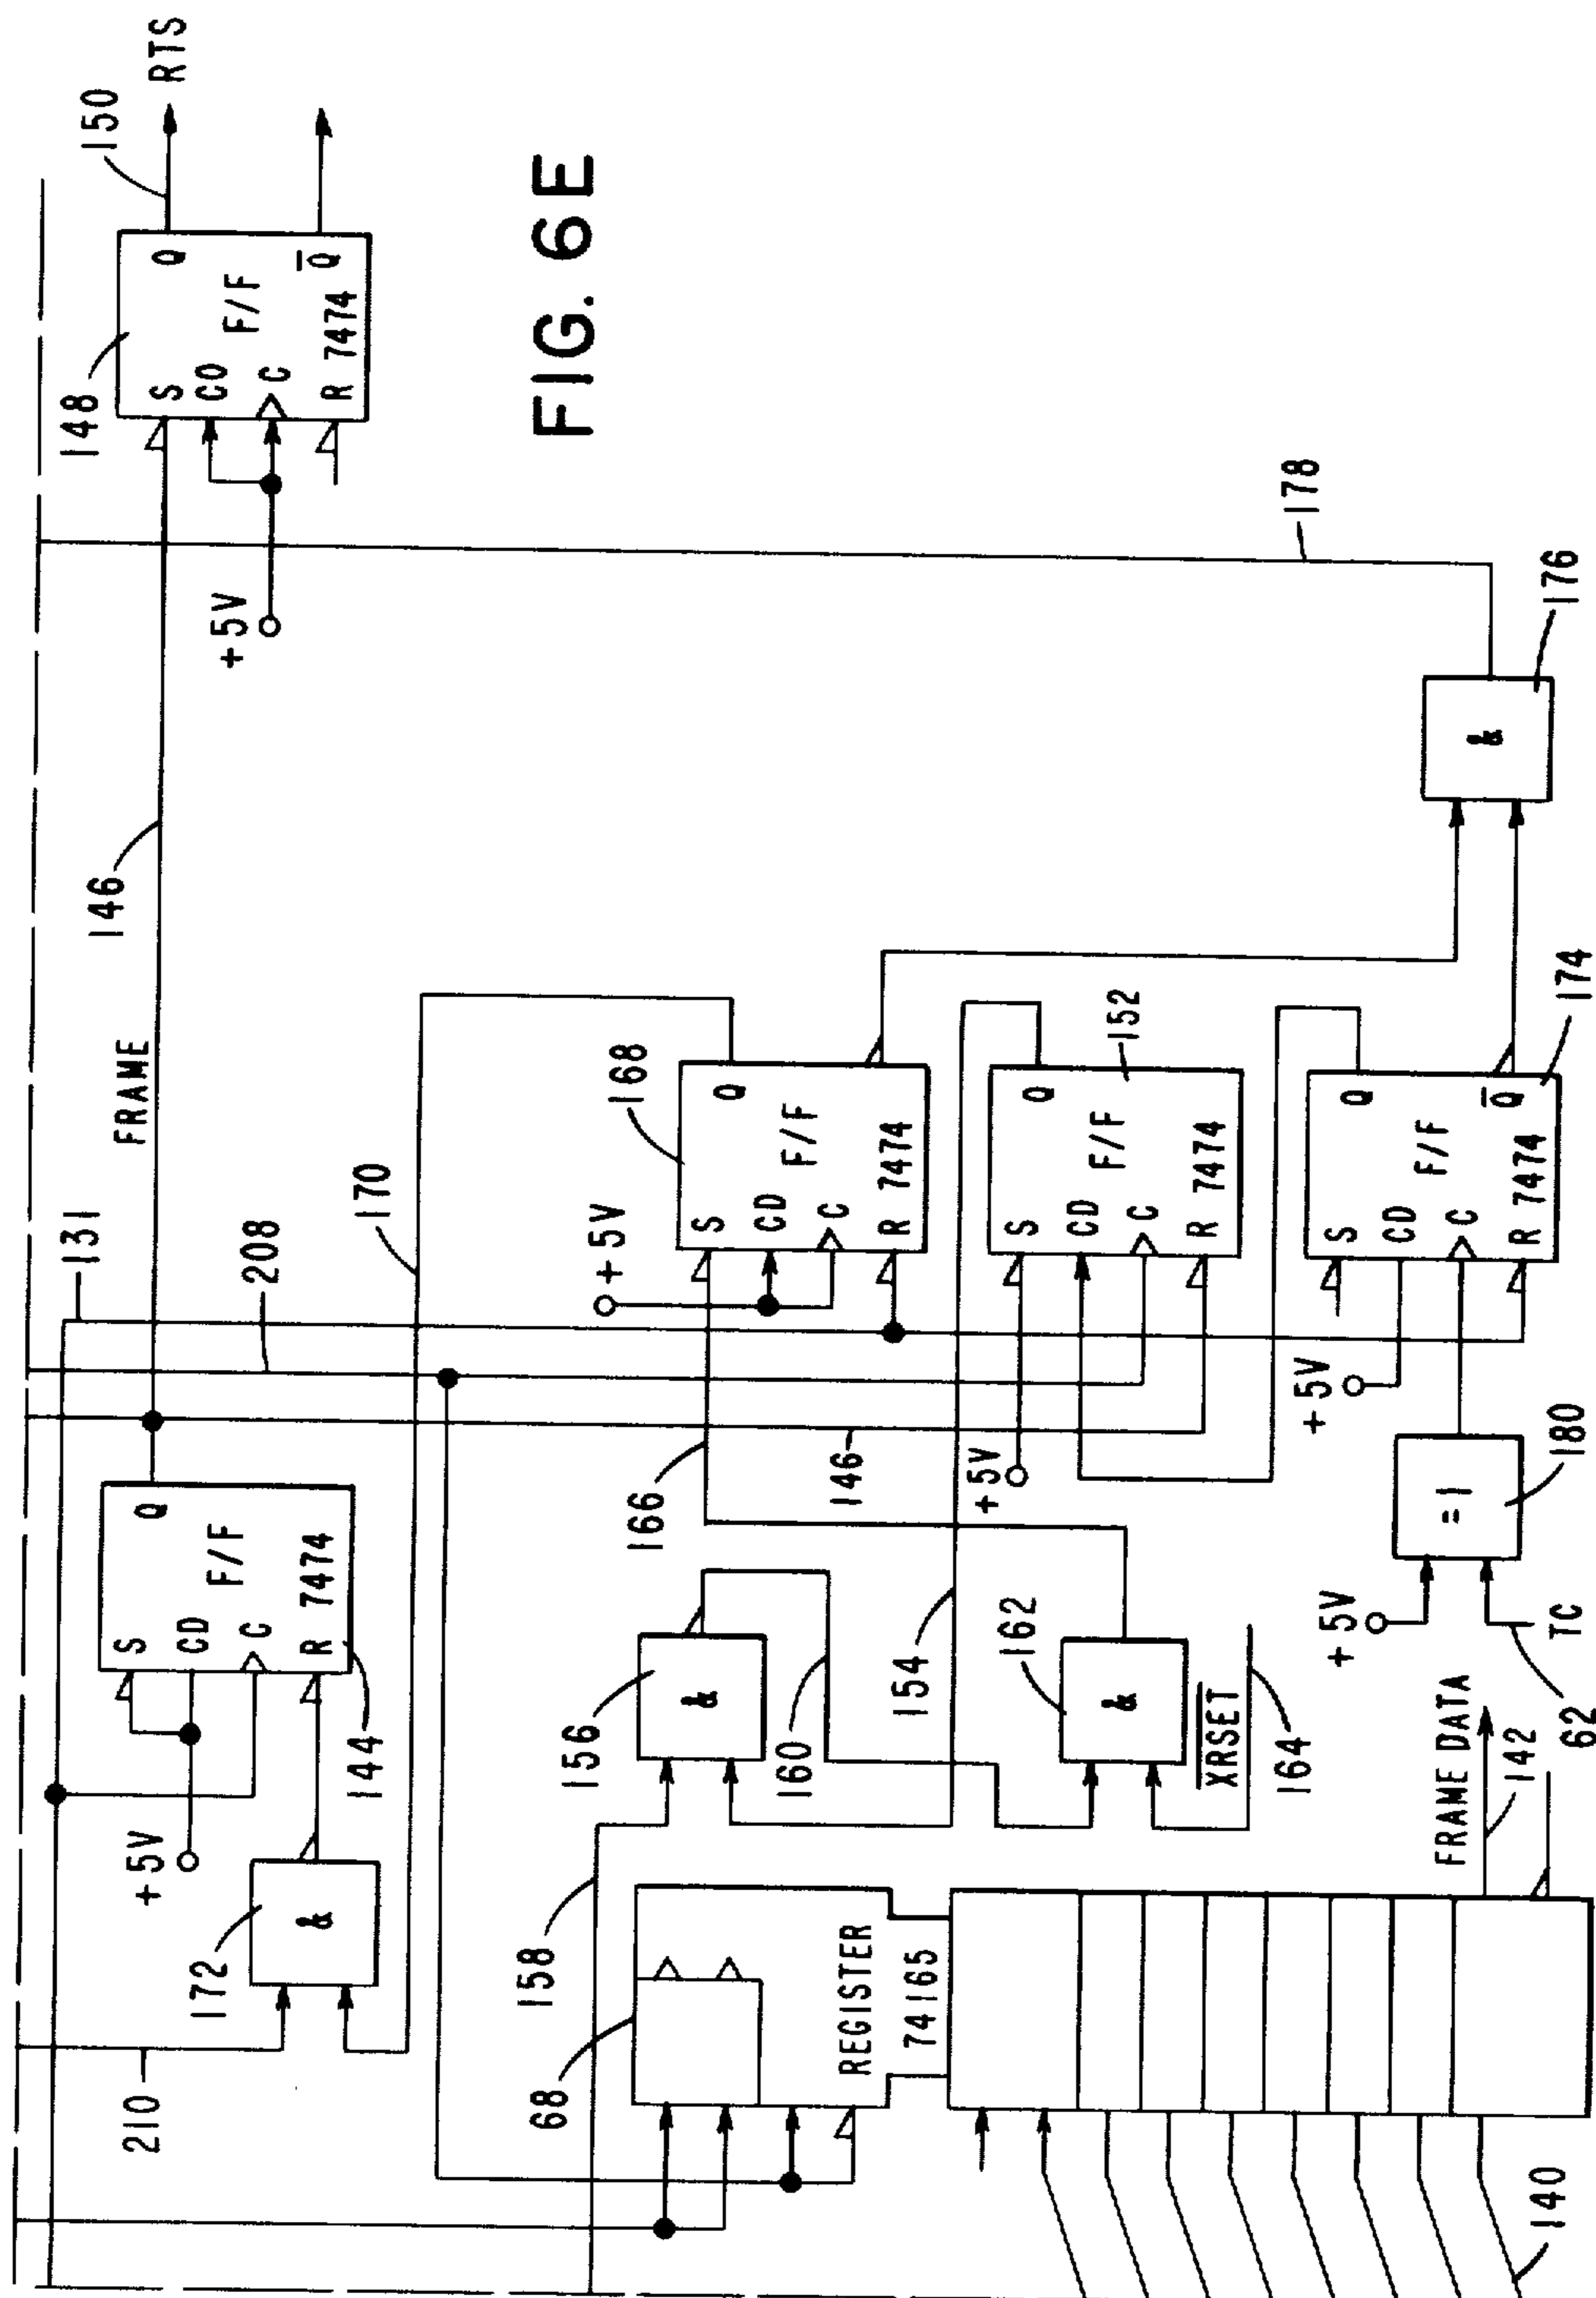 FIG. 6E
150
RTS
148
S
Q
CO
F/F
C
Q
R 7474
+5V
146
FRAME
131
208
170
178
S
Q
CD
F/F
C
R 7474
144
+5V
172
&
210
168
S
Q
CD
F/F
C
R 7474
+5V
166
146
S
Q
CD
F/F
C
R 7474
152
+5V
S
Q
CD
F/F
C
Q
R 7474
174
+5V
&
176
156
&
158
160
154
162
&
XRSET
164
=1
180
+5V
TC
62
68
REGISTER
74165
FRAME DATA
142
140